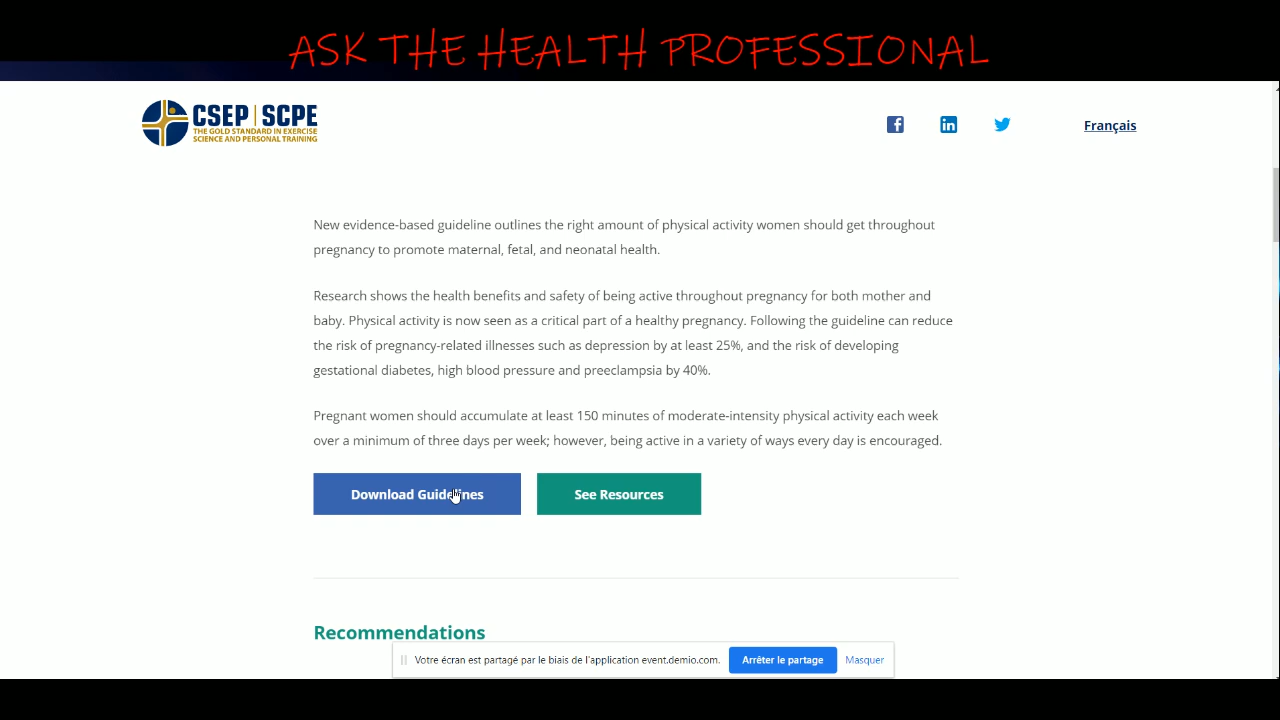 ASK THE HEALTH PROFESSIONAL
CSEP | SCPE
THE GOLD STANDARD IN EXERCISE
SCIENCE AND PERSONAL TRAINING
Français
New evidence-based guideline outlines the right amount of physical activity women should get throughout
pregnancy to promote maternal, fetal, and neonatal health.
Research shows the health benefits and safety of being active throughout pregnancy for both mother and
baby. Physical activity is now seen as a critical part of a healthy pregnancy. Following the guideline can reduce
the risk of pregnancy-related illnesses such as depression by at least 25%, and the risk of developing
gestational diabetes, high blood pressure and preeclampsia by 40%.
Pregnant women should accumulate at least 150 minutes of moderate-intensity physical activity each week
over a minimum of three days per week; however, being active in a variety of ways every day is encouraged.
Download Guidelines
See Resources
Recommendations
Votre écran est partagé par le biais de l'application event.demio.com.
Arrêter le partage
Masquer